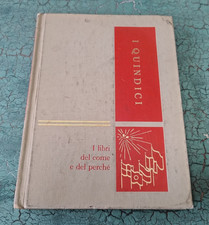 I QUINDICI
I libri
del come
e del perché